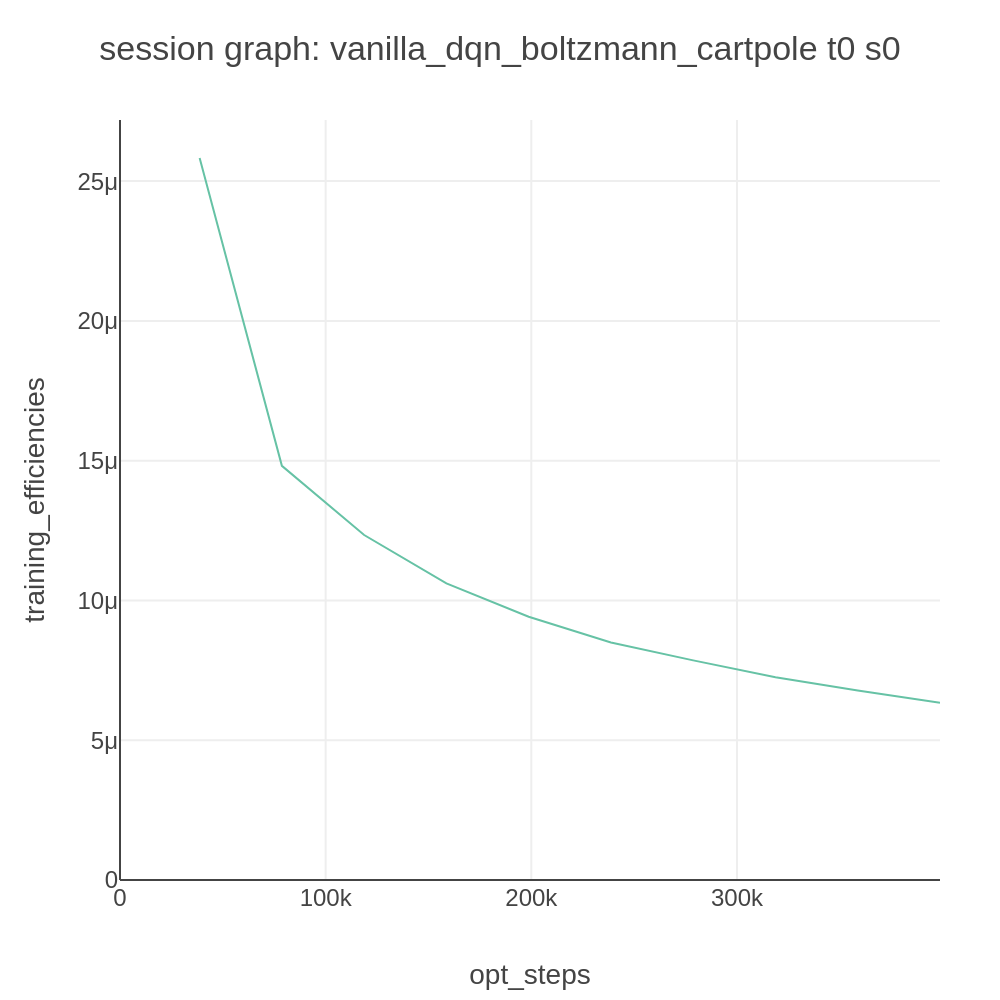 session graph: vanilla_dqn_boltzmann_cartpole t0 s0
training_efficiencies
25μ
20μ
15μ
10μ
5μ
0
0
100k
200k
300k
opt_steps